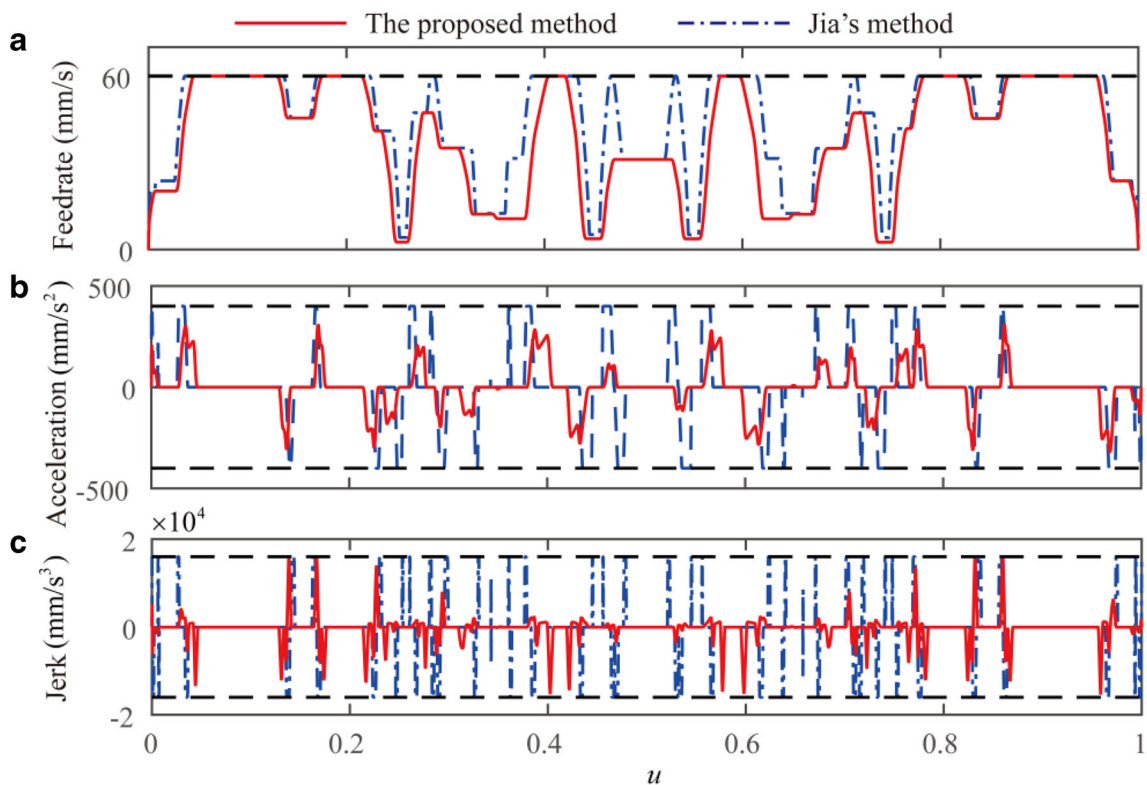 The proposed method Jia's method
a
60
0
Feedrate (mm/s)
b
500
0
-500
Acceleration (mm/s²)
×10⁴
c
2
0
-2
Jerk (mm/s³)
0 0.2 0.4 0.6 0.8 1
u